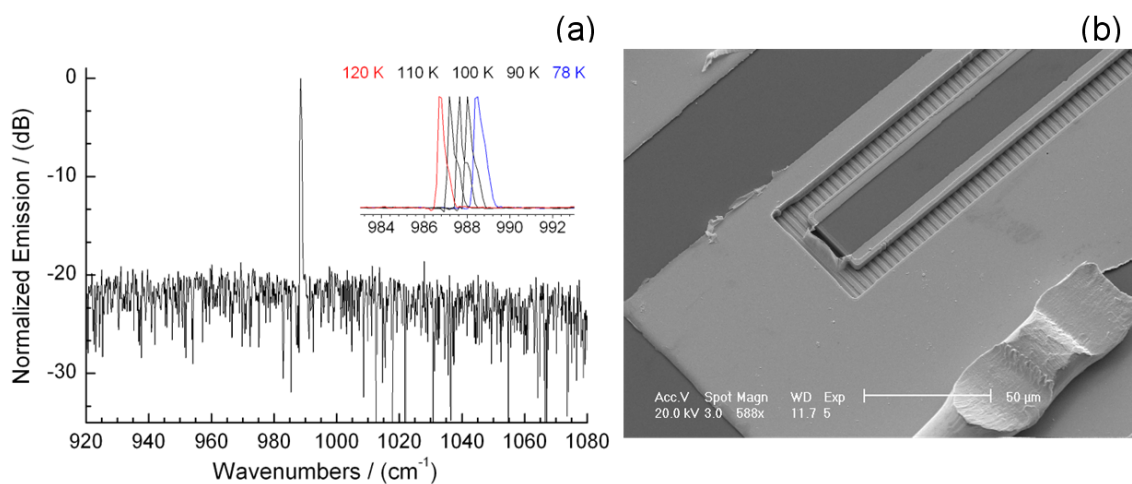 (a)
(b)
120 K 110 K 100 K 90 K 78 K
984 986 988 990 992
0
-10
-20
-30
Normalized Emission / (dB)
920 940 960 980 1000 1020 1040 1060 1080
Wavenumbers / (cm⁻¹)
Acc.V Spot Magn WD Exp
20.0 kV 3.0 588x 11.7 5
50 µm